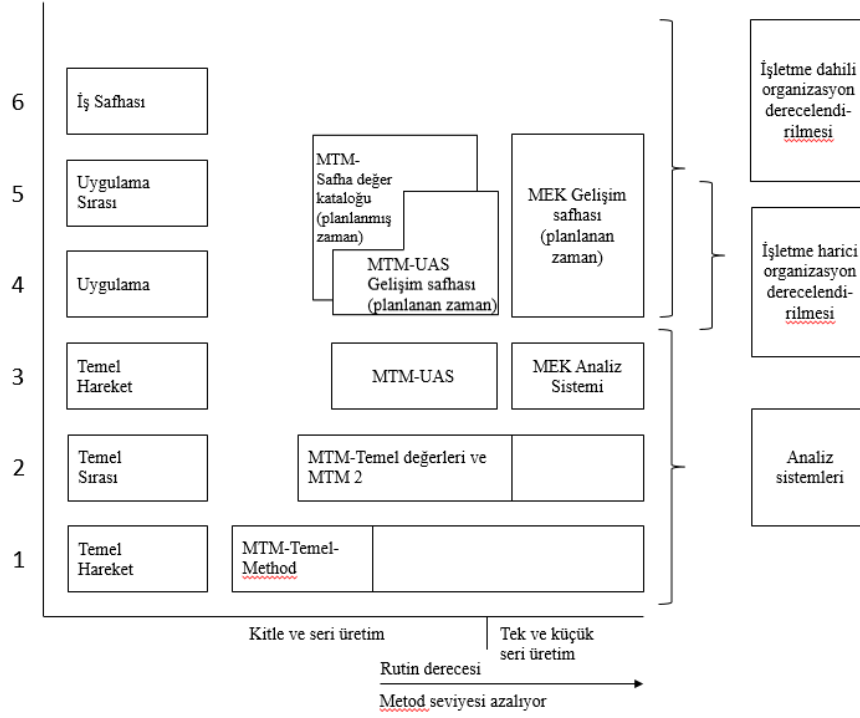 6
İş Safhası
5
Uygulama
Sırası
4
Uygulama
3
Temel
Hareket
2
Temel
Sırası
1
Temel
Hareket
MTM-
Safha değer
kataloğu
(planlanmış
zaman)
MTM-UAS
Gelişim safhası
(planlanan zaman)
MEK Gelişim
safhası
(planlanan
zaman)
MTM-UAS
MEK Analiz
Sistemi
MTM-Temel değerleri ve
MTM 2
MTM-Temel-
Method
İşletme dahili
organizasyon
derecelendi-
rilmesi
İşletme harici
organizasyon
derecelendi-
rilmesi
Analiz
sistemleri
Kitle ve seri üretim
Tek ve küçük
seri üretim
Rutin derecesi
Metod seviyesi azalıyor